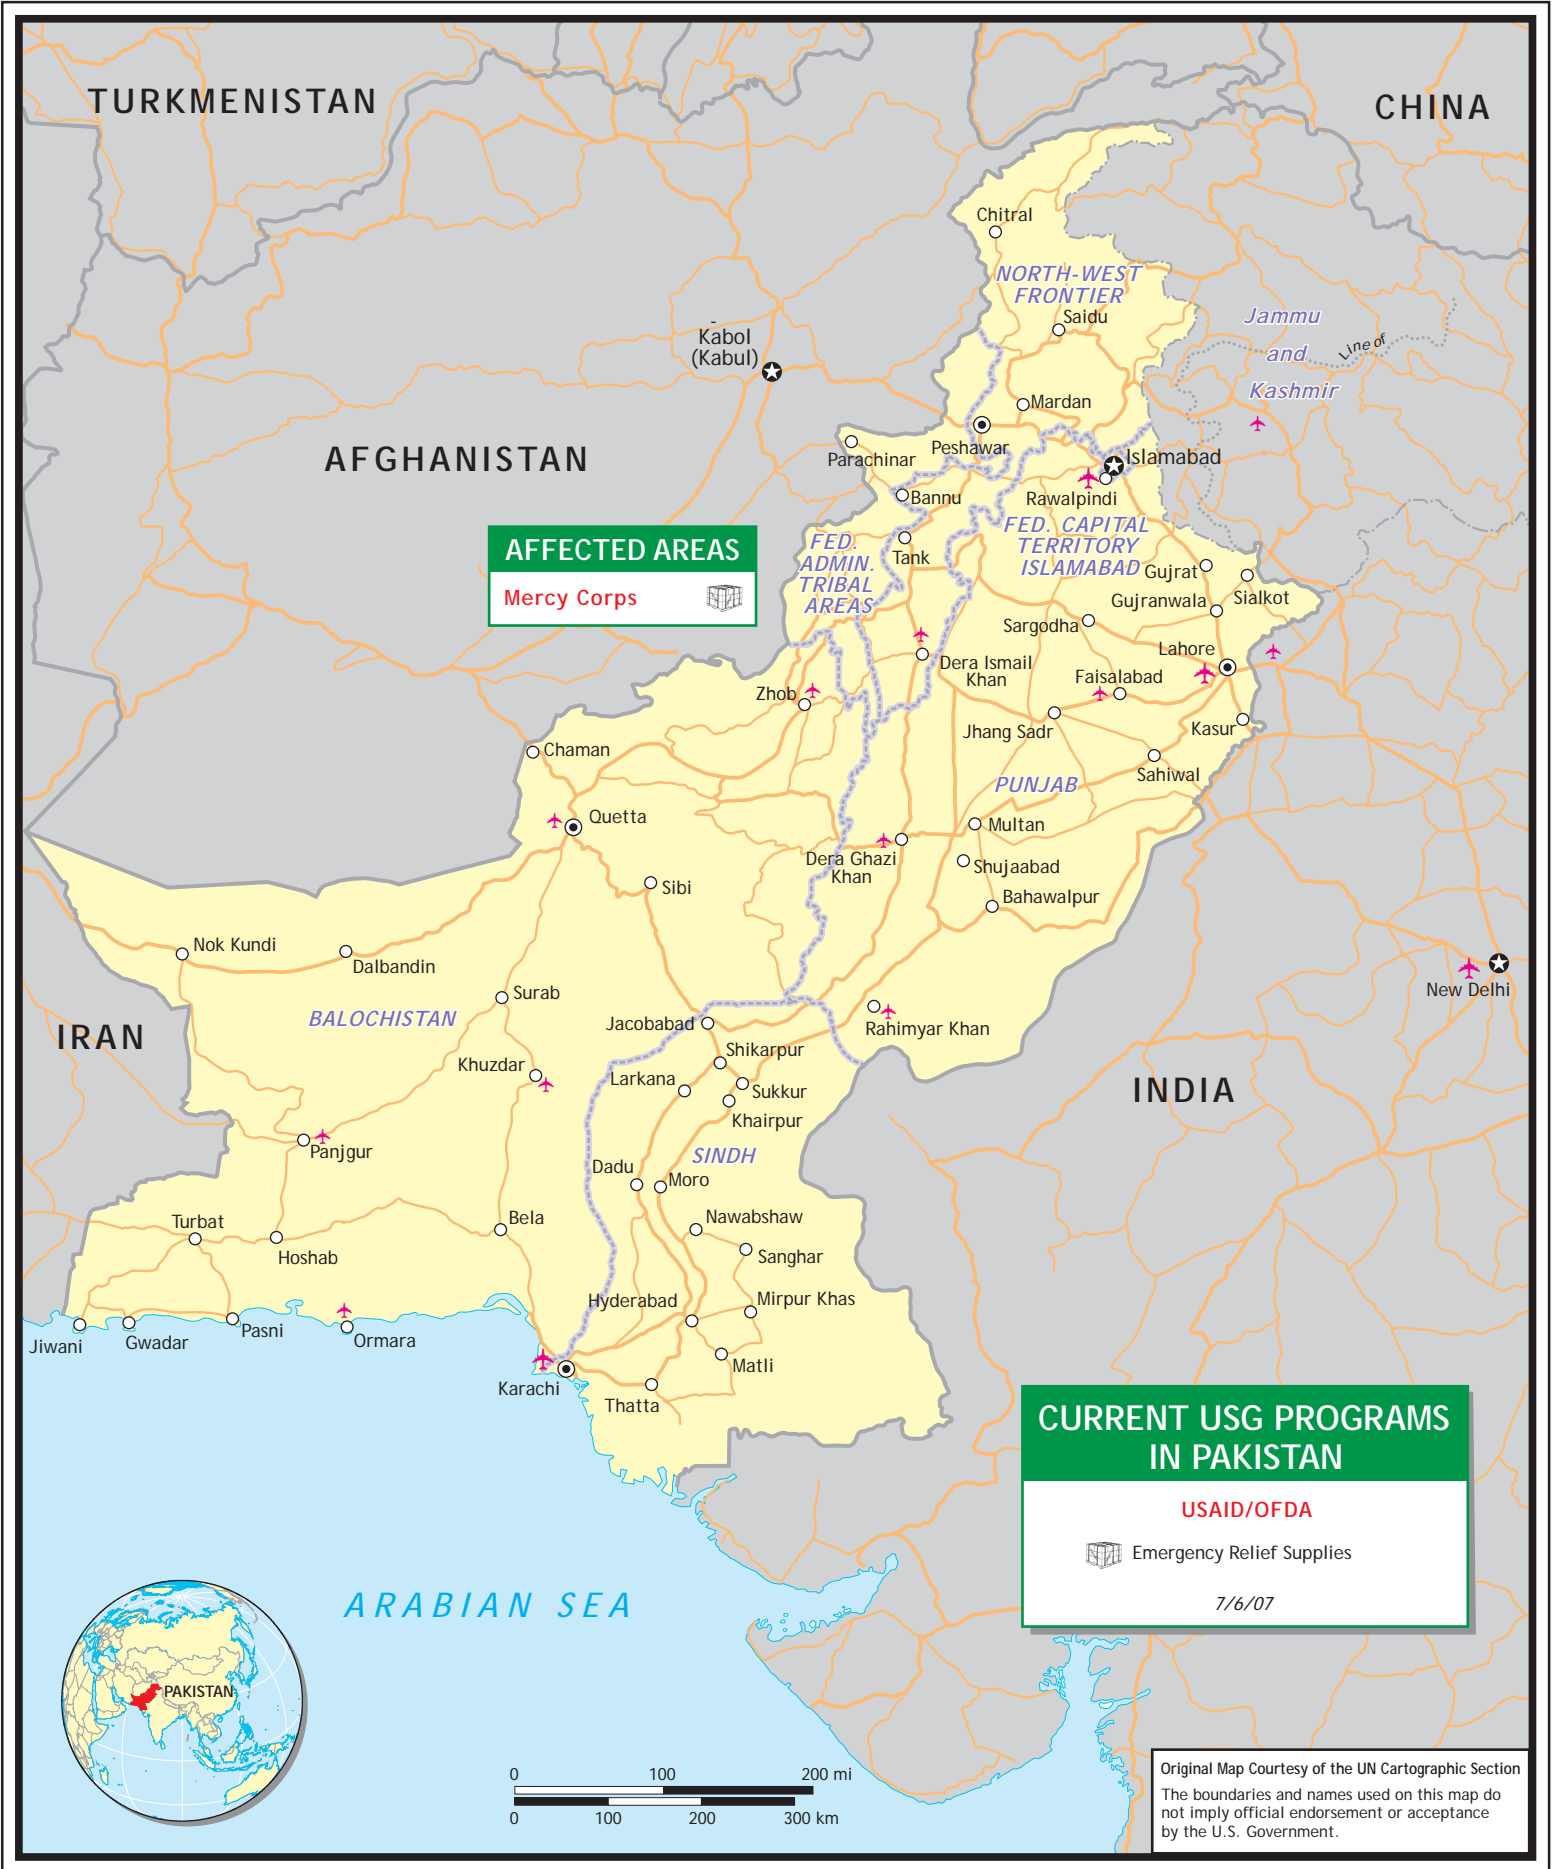 TURKMENISTAN
CHINA
Chitral
NORTH-WEST
FRONTIER
Saidu
Jammu
and
Kashmir
Line of
Kabol
(Kabul)
Mardan
Peshawar
AFGHANISTAN
Parachinar
Islamabad
Bannu
Rawalpindi
FED. CAPITAL
TERRITORY
ISLAMABAD
AFFECTED AREAS
Mercy Corps
FED.
ADMIN.
TRIBAL
AREAS
Tank
Gujrat
Gujranwala
Sialkot
Sargodha
Lahore
Dera Ismail
Khan
Faisalabad
Zhob
Jhang Sadr
Kasur
Chaman
Sahiwal
PUNJAB
Quetta
Multan
Dera Ghazi
Khan
Shujaabad
Sibi
Bahawalpur
Nok Kundi
Dalbandin
Surab
New Delhi
BALOCHISTAN
Jacobabad
Rahimyar Khan
IRAN
Shikarpur
Khuzdar
Larkana
Sukkur
INDIA
Khairpur
Panjgur
SINDH
Dadu
Moro
Turbat
Hoshab
Bela
Nawabshaw
Sanghar
Hyderabad
Mirpur Khas
Jiwani
Gwadar
Pasni
Ormara
Matli
Karachi
Thatta
CURRENT USG PROGRAMS
IN PAKISTAN
USAID/OFDA
Emergency Relief Supplies
7/6/07
ARABIAN SEA
PAKISTAN
0 100 200 mi
0 100 200 300 km
Original Map Courtesy of the UN Cartographic Section
The boundaries and names used on this map do
not imply official endorsement or acceptance
by the U.S. Government.